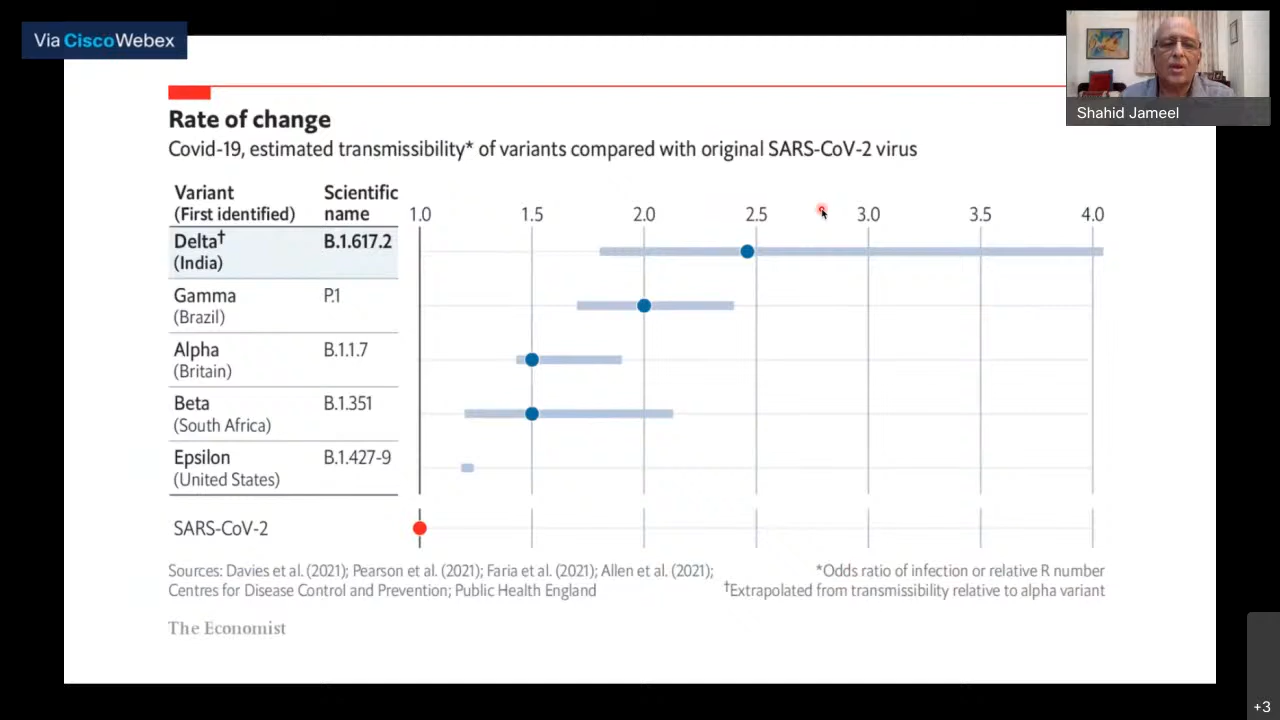 Via Cisco Webex
Shahid Jameel
Rate of change
Covid-19, estimated transmissibility* of variants compared with original SARS-CoV-2 virus
Variant
(First identified)
Scientific
name
1.0 1.5 2.0 2.5 3.0 3.5 4.0
Delta† B.1.617.2
(India)
Gamma P.1
(Brazil)
Alpha B.1.1.7
(Britain)
Beta B.1.351
(South Africa)
Epsilon B.1.427-9
(United States)
SARS-CoV-2
Sources: Davies et al. (2021); Pearson et al. (2021); Faria et al. (2021); Allen et al. (2021);
Centres for Disease Control and Prevention; Public Health England
*Odds ratio of infection or relative R number
†Extrapolated from transmissibility relative to alpha variant
The Economist
+3